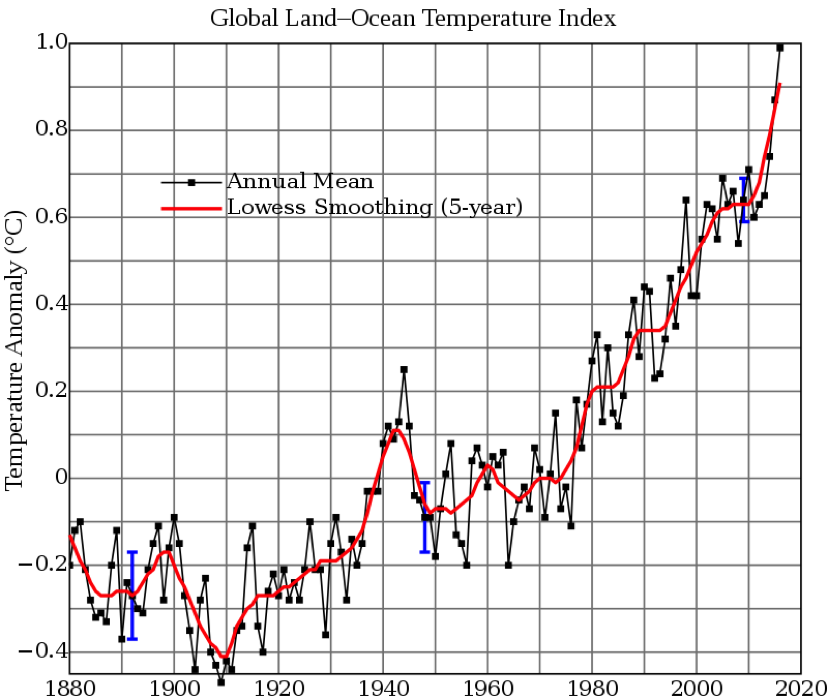 Global Land–Ocean Temperature Index
Temperature Anomaly (°C)
1.0
0.8
0.6
0.4
0.2
0
−0.2
−0.4
Annual Mean
Lowess Smoothing (5-year)
1880 1900 1920 1940 1960 1980 2000 2020